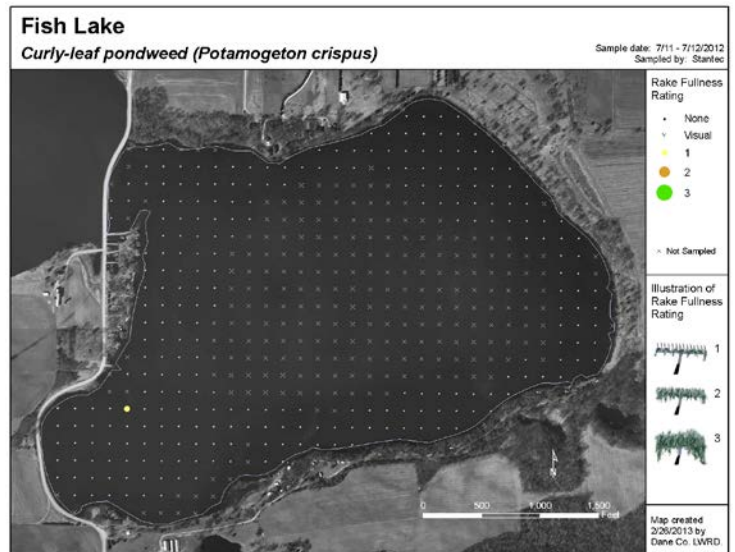 Fish Lake
Curly-leaf pondweed (Potamogeton crispus)
Sample date: 7/11 - 7/12/2012
Sampled by: Stantec
Rake Fullness
Rating
None
Visual
1
2
3
Not Sampled
Illustration of
Rake Fullness
Rating
1
2
3
0 500 1,000 1,500
Feet
Map created
2/26/2013 by
Dane Co. LWRD.